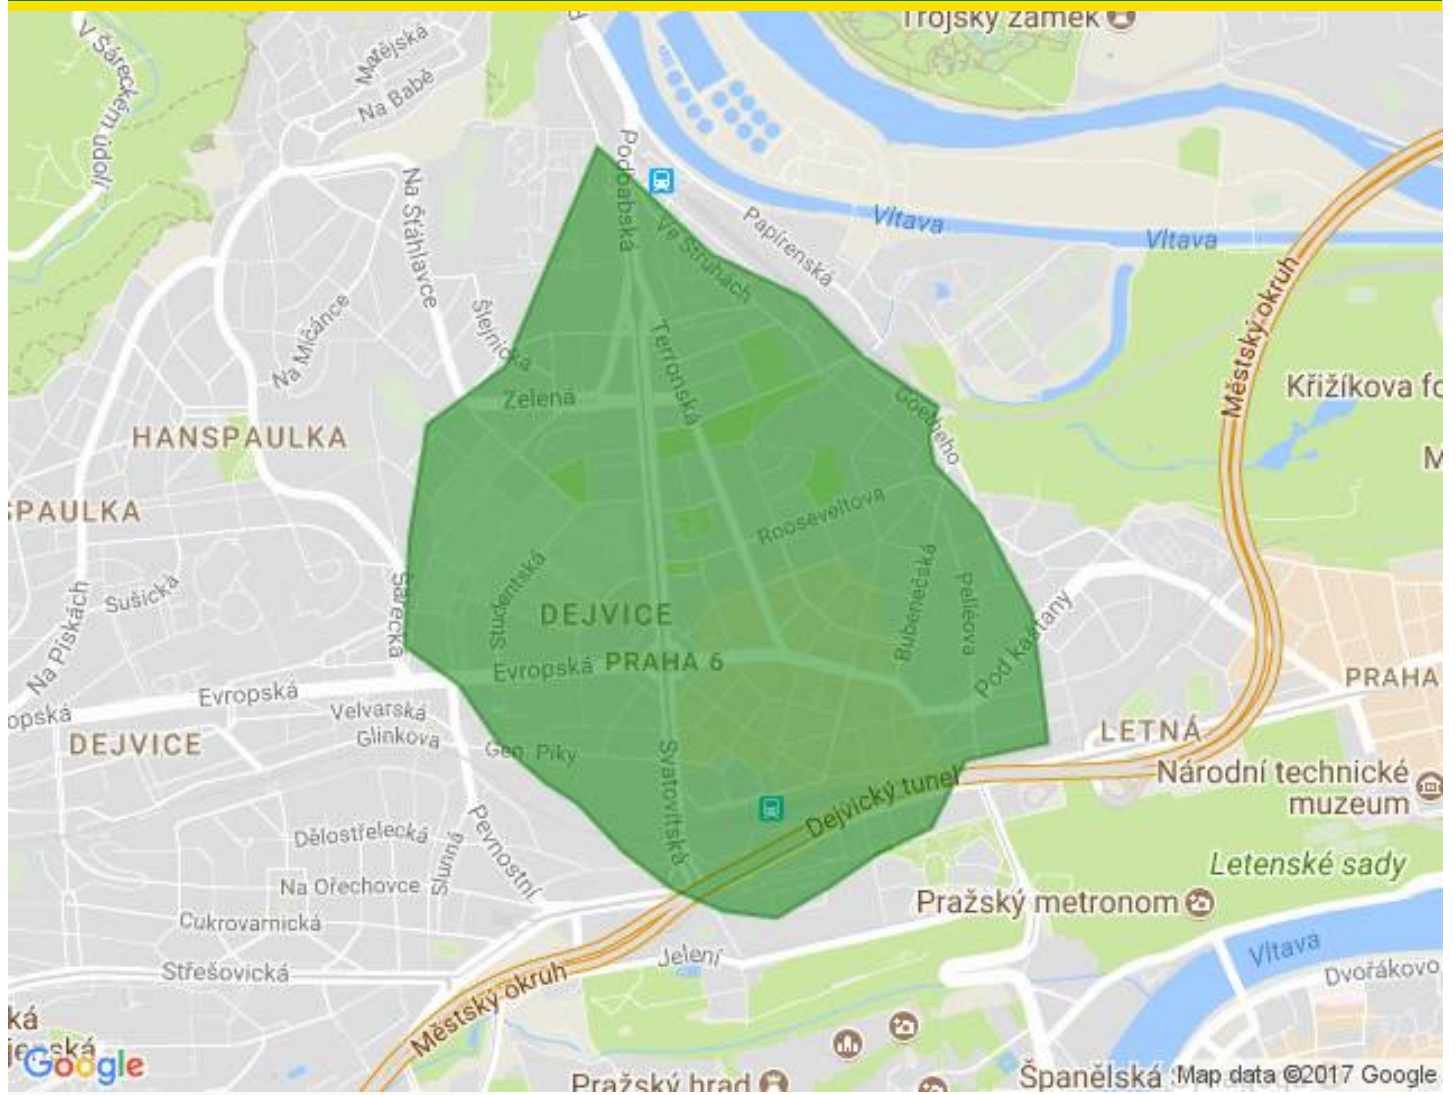 Trojský zámek
V Šáreckém údolí
Matějská
Na Babě
Podbabská
Na Šťáhlavce
Ve Struhách
Papírenská
Vltava
Vltava
Městský okruh
Na Míčánce
Šlejnická
Terronská
Zelená
Goetheho
Křižíkova fo
HANSPAULKA
M
SPAULKA
Rooseveltova
Sušická
Šárecká
Studentská
DEJVICE
Bubenečská
Pelléova
Pod kaštany
Na Pískách
Evropská
PRAHA 6
Evropská
opská
PRAHA
Velvarská
Glinkova
DEJVICE
Gen. Píky
LETNÁ
Svatovítská
Dejvický tunel
Národní technické
muzeum
Dělostřelecká
Slunná
Pevnostní
Letenské sady
Na Ořechovce
Pražský metronom
Cukrovarnická
Jelení
Střešovická
Vltava
Dvořákovo
Městský okruh
ká
Google
Pražský hrad
Španělská
Map data ©2017 Google